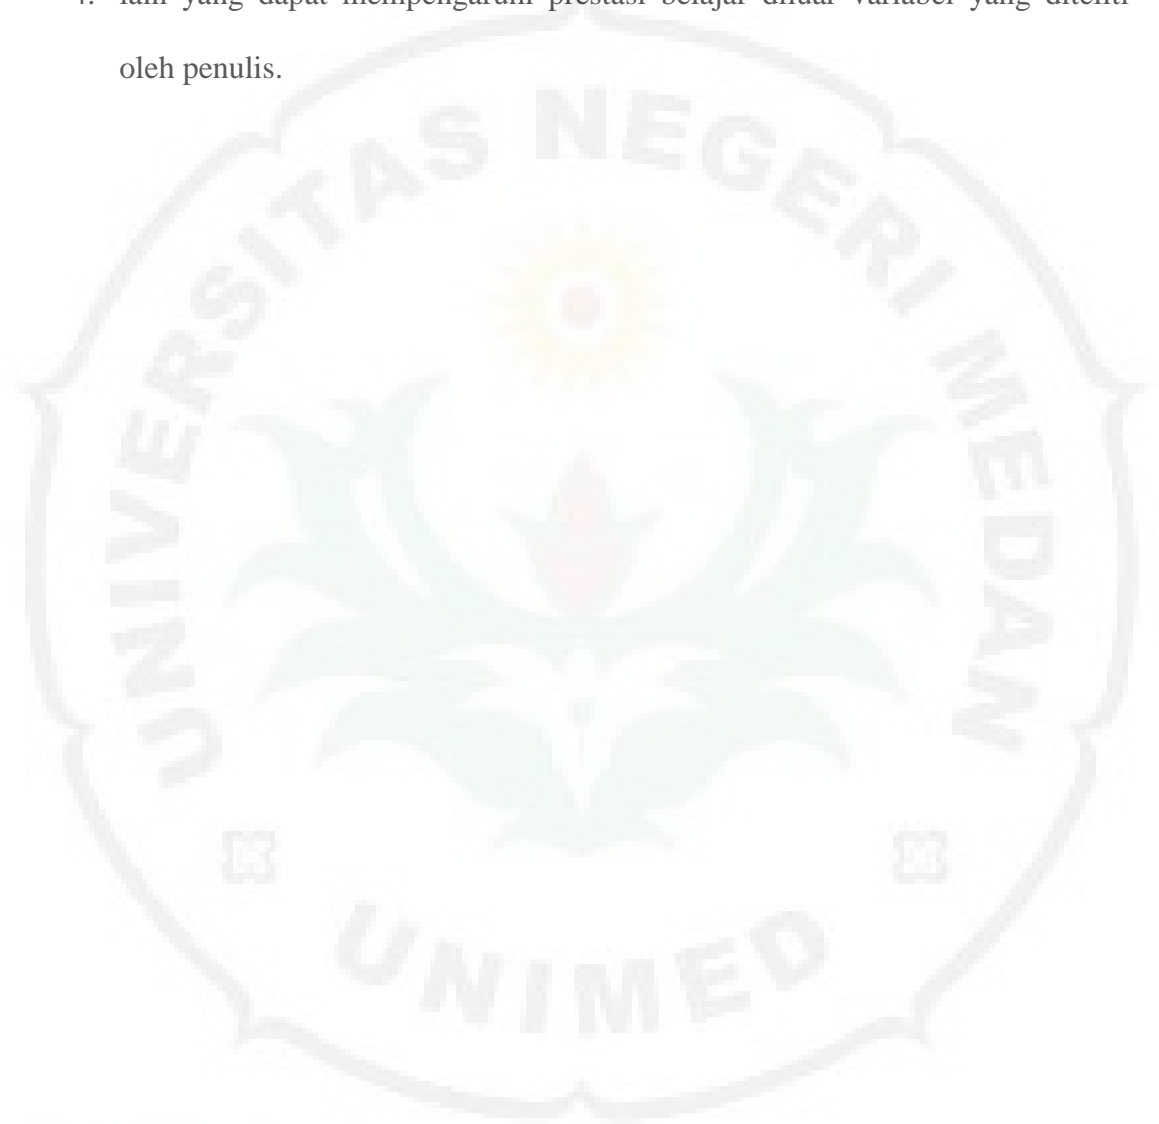 4. lain yang dapat mempengaruhi prestasi belajar diluar variabel yang diteliti
oleh penulis.
UNIVERSITAS NEGERI MEDAN
UNIMED